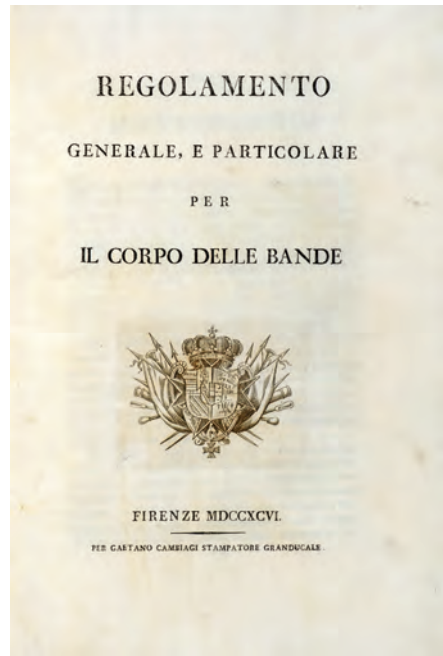 REGOLAMENTO
GENERALE, E PARTICOLARE
PER
IL CORPO DELLE BANDE
FIRENZE MDCCXCVI.
PER GAETANO CAMBIAGI STAMPATORE GRANDUCALE.